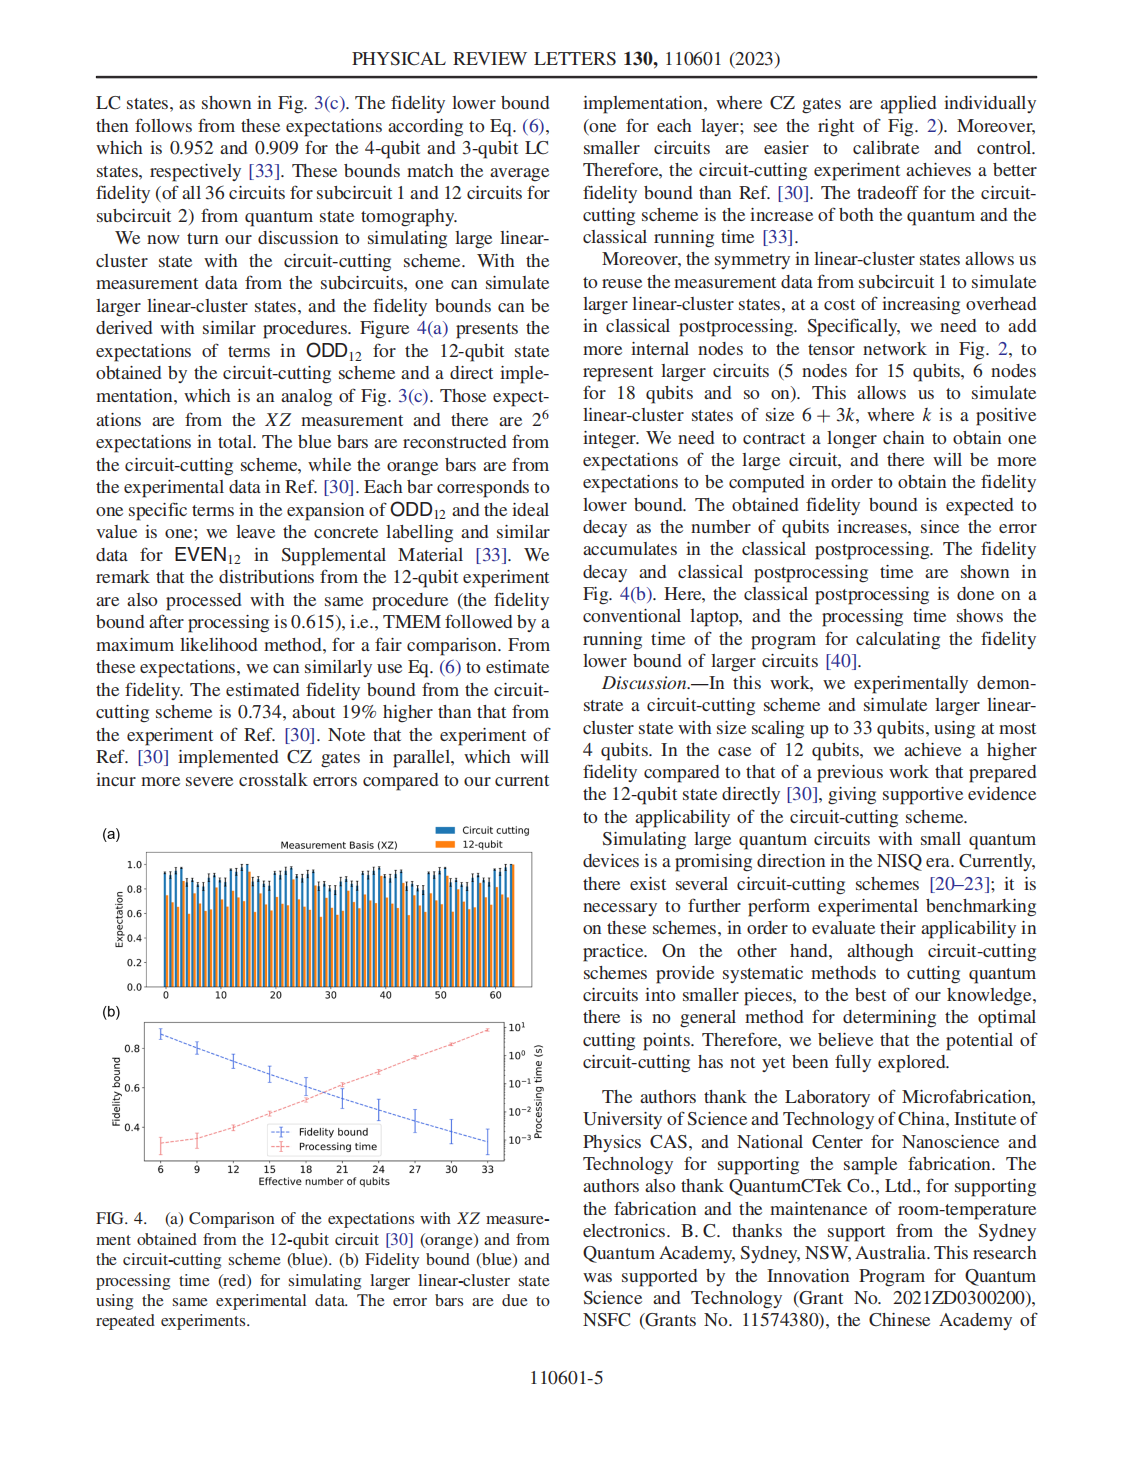 PHYSICAL REVIEW LETTERS 130, 110601 (2023)
LC states, as shown in Fig. 3(c). The fidelity lower bound
then follows from these expectations according to Eq. (6),
which is 0.952 and 0.909 for the 4-qubit and 3-qubit LC
states, respectively [33]. These bounds match the average
fidelity (of all 36 circuits for subcircuit 1 and 12 circuits for
subcircuit 2) from quantum state tomography.
We now turn our discussion to simulating large linear-
cluster state with the circuit-cutting scheme. With the
measurement data from the subcircuits, one can simulate
larger linear-cluster states, and the fidelity bounds can be
derived with similar procedures. Figure 4(a) presents the
expectations of terms in ODD12 for the 12-qubit state
obtained by the circuit-cutting scheme and a direct imple-
mentation, which is an analog of Fig. 3(c). Those expect-
ations are from the XZ measurement and there are 2^6
expectations in total. The blue bars are reconstructed from
the circuit-cutting scheme, while the orange bars are from
the experimental data in Ref. [30]. Each bar corresponds to
one specific terms in the expansion of ODD12 and the ideal
value is one; we leave the concrete labelling and similar
data for EVEN12 in Supplemental Material [33]. We
remark that the distributions from the 12-qubit experiment
are also processed with the same procedure (the fidelity
bound after processing is 0.615), i.e., TMEM followed by a
maximum likelihood method, for a fair comparison. From
these expectations, we can similarly use Eq. (6) to estimate
the fidelity. The estimated fidelity bound from the circuit-
cutting scheme is 0.734, about 19% higher than that from
the experiment of Ref. [30]. Note that the experiment of
Ref. [30] implemented CZ gates in parallel, which will
incur more severe crosstalk errors compared to our current
(a)
Circuit cutting
12-qubit
Measurement Basis (XZ)
Expectation
1.0
0.8
0.6
0.4
0.2
0.0
0 10 20 30 40 50 60
(b)
Fidelity bound
0.8
0.6
0.4
10^1
10^0
10^-1
10^-2
10^-3
Processing time (s)
Fidelity bound
Processing time
6 9 12 15 18 21 24 27 30 33
Effective number of qubits
FIG. 4. (a) Comparison of the expectations with XZ measure-
ment obtained from the 12-qubit circuit [30] (orange) and from
the circuit-cutting scheme (blue). (b) Fidelity bound (blue) and
processing time (red) for simulating larger linear-cluster state
using the same experimental data. The error bars are due to
repeated experiments.
implementation, where CZ gates are applied individually
(one for each layer; see the right of Fig. 2). Moreover,
smaller circuits are easier to calibrate and control.
Therefore, the circuit-cutting experiment achieves a better
fidelity bound than Ref. [30]. The tradeoff for the circuit-
cutting scheme is the increase of both the quantum and the
classical running time [33].
Moreover, the symmetry in linear-cluster states allows us
to reuse the measurement data from subcircuit 1 to simulate
larger linear-cluster states, at a cost of increasing overhead
in classical postprocessing. Specifically, we need to add
more internal nodes to the tensor network in Fig. 2, to
represent larger circuits (5 nodes for 15 qubits, 6 nodes
for 18 qubits and so on). This allows us to simulate
linear-cluster states of size 6 + 3k, where k is a positive
integer. We need to contract a longer chain to obtain one
expectations of the large circuit, and there will be more
expectations to be computed in order to obtain the fidelity
lower bound. The obtained fidelity bound is expected to
decay as the number of qubits increases, since the error
accumulates in the classical postprocessing. The fidelity
decay and classical postprocessing time are shown in
Fig. 4(b). Here, the classical postprocessing is done on a
conventional laptop, and the processing time shows the
running time of the program for calculating the fidelity
lower bound of larger circuits [40].
Discussion.—In this work, we experimentally demon-
strate a circuit-cutting scheme and simulate larger linear-
cluster state with size scaling up to 33 qubits, using at most
4 qubits. In the case of 12 qubits, we achieve a higher
fidelity compared to that of a previous work that prepared
the 12-qubit state directly [30], giving supportive evidence
to the applicability of the circuit-cutting scheme.
Simulating large quantum circuits with small quantum
devices is a promising direction in the NISQ era. Currently,
there exist several circuit-cutting schemes [20–23]; it is
necessary to further perform experimental benchmarking
on these schemes, in order to evaluate their applicability in
practice. On the other hand, although circuit-cutting
schemes provide systematic methods to cutting quantum
circuits into smaller pieces, to the best of our knowledge,
there is no general method for determining the optimal
cutting points. Therefore, we believe that the potential of
circuit-cutting has not yet been fully explored.
The authors thank the Laboratory of Microfabrication,
University of Science and Technology of China, Institute of
Physics CAS, and National Center for Nanoscience and
Technology for supporting the sample fabrication. The
authors also thank QuantumCTek Co., Ltd., for supporting
the fabrication and the maintenance of room-temperature
electronics. B. C. thanks the support from the Sydney
Quantum Academy, Sydney, NSW, Australia. This research
was supported by the Innovation Program for Quantum
Science and Technology (Grant No. 2021ZD0300200),
NSFC (Grants No. 11574380), the Chinese Academy of
110601-5